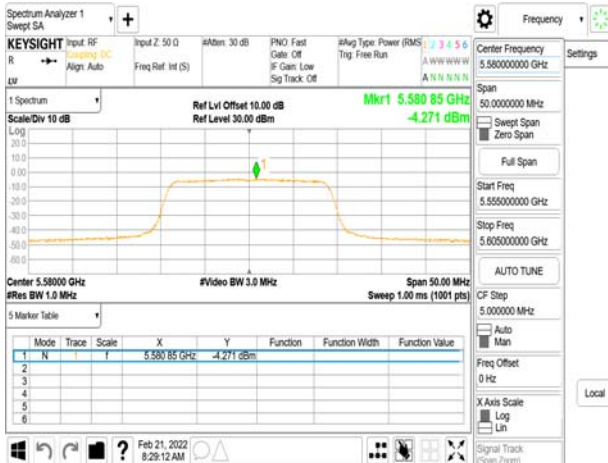 Spectrum Analyzer 1
Swept SA
+
Frequency
KEYSIGHT
R
LV
Input: RF
Coupling: DC
Align: Auto
Input Z: 50 Ω
Freq Ref: Int (S)
#Atten: 30 dB
PNO: Fast
Gate: Off
IF Gain: Low
Sig Track: Off
#Avg Type: Power (RMS
Trig: Free Run
1 2 3 4 5 6
A W W W W W
A N N N N N
Settings
Center Frequency
5.580000000 GHz
Span
50.0000000 MHz
Swept Span
Zero Span
Full Span
Start Freq
5.555000000 GHz
Stop Freq
5.605000000 GHz
AUTO TUNE
CF Step
5.000000 MHz
Auto
Man
Freq Offset
0 Hz
X Axis Scale
Log
Lin
Signal Track
(Span Zoom)
Local
1 Spectrum
Scale/Div 10 dB
Ref Lvl Offset 10.00 dB
Ref Level 30.00 dBm
Mkr1 5.580 85 GHz
-4.271 dBm
Log
20.0
10.0
0.00
-10.0
-20.0
-30.0
-40.0
-50.0
-60.0
1
Center 5.58000 GHz
#Res BW 1.0 MHz
#Video BW 3.0 MHz
Span 50.00 MHz
Sweep 1.00 ms (1001 pts)
5 Marker Table
Mode Trace Scale X Y Function Function Width Function Value
1 N 1 f 5.580 85 GHz -4.271 dBm
2
3
4
5
6
?
Feb 21, 2022
8:29:12 AM